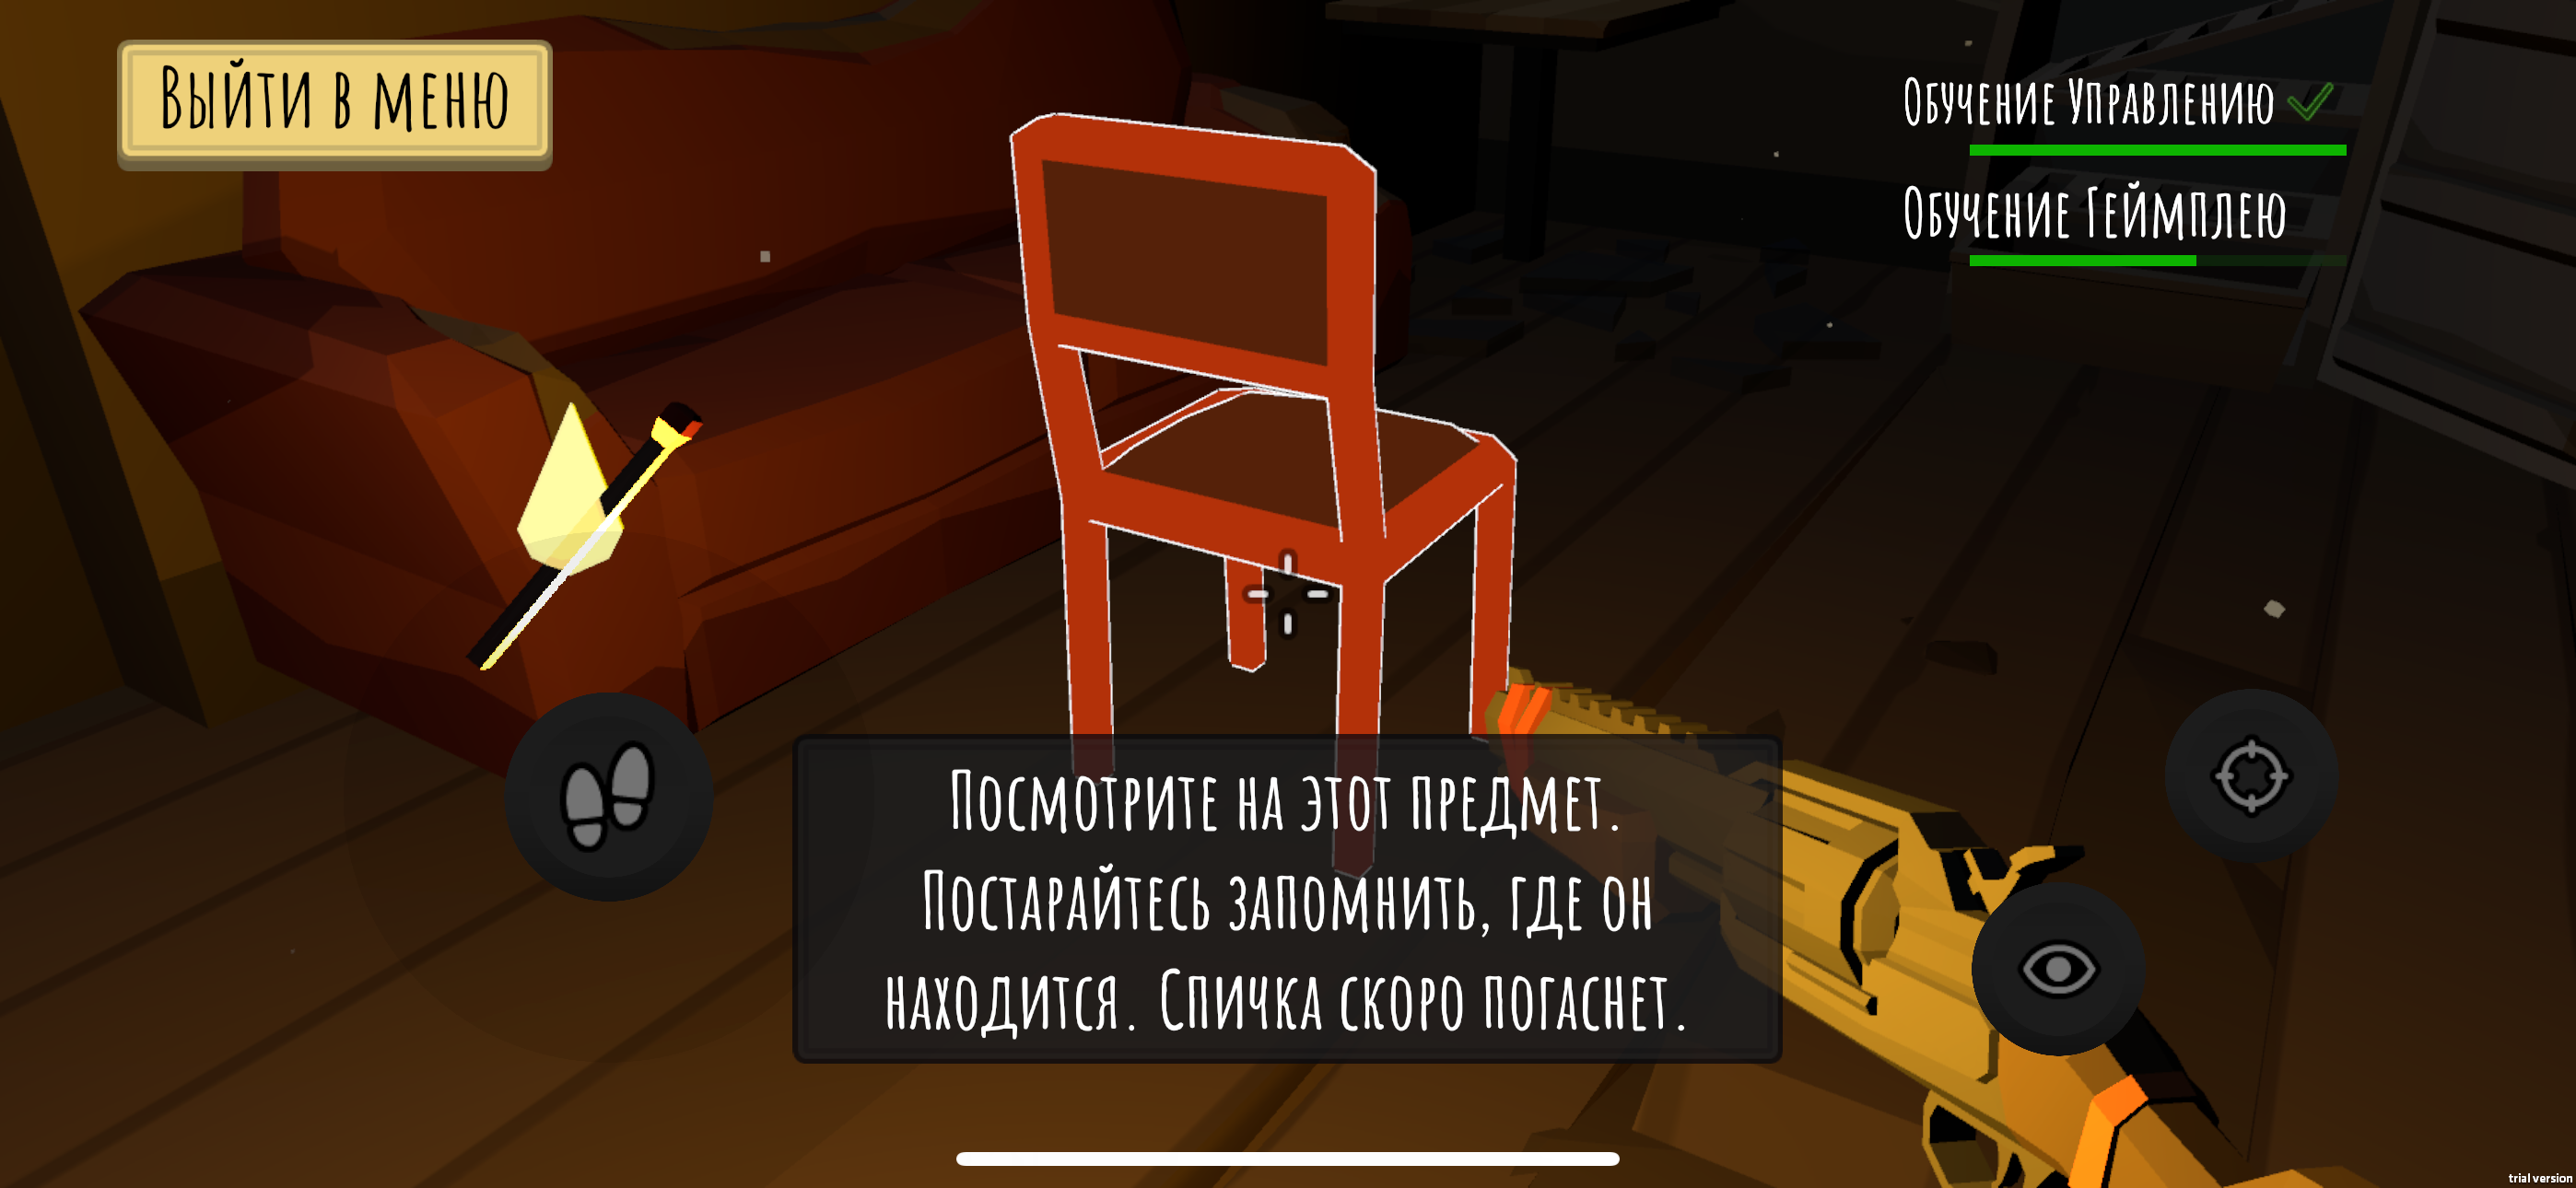 Выйти в меню
Обучение Управлению
Обучение Геймплею
Посмотрите на этот предмет.
Постарайтесь запомнить, где он
находится. Спичка скоро погаснет.
trial version